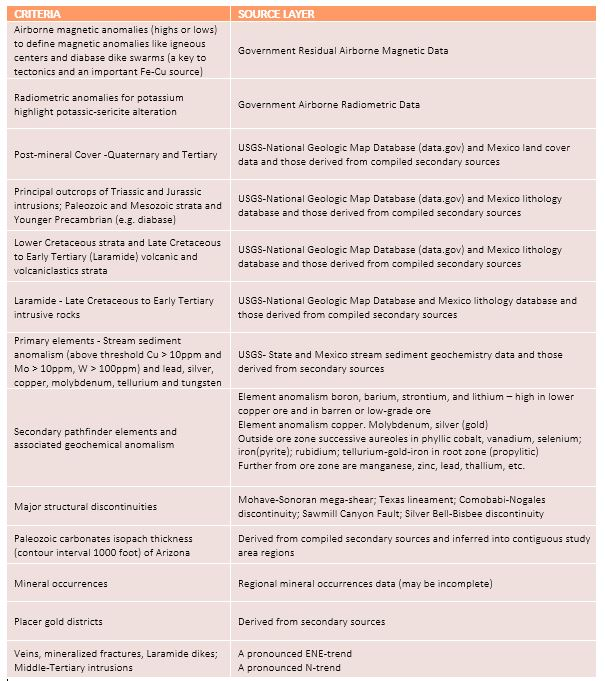 CRITERIA
SOURCE LAYER
Airborne magnetic anomalies (highs or lows)
to define magnetic anomalies like igneous
centers and diabase dike swarms (a key to
tectonics and an important Fe-Cu source)
Government Residual Airborne Magnetic Data
Radiometric anomalies for potassium
highlight potassic-sericite alteration
Government Airborne Radiometric Data
Post-mineral Cover -Quaternary and Tertiary
USGS-National Geologic Map Database (data.gov) and Mexico land cover
data and those derived from compiled secondary sources
Principal outcrops of Triassic and Jurassic
intrusions; Paleozoic and Mesozoic strata and
Younger Precambrian (e.g. diabase)
USGS-National Geologic Map Database (data.gov) and Mexico lithology
database and those derived from compiled secondary sources
Lower Cretaceous strata and Late Cretaceous
to Early Tertiary (Laramide) volcanic and
volcaniclastics strata
USGS-National Geologic Map Database (data.gov) and Mexico lithology
database and those derived from compiled secondary sources
Laramide - Late Cretaceous to Early Tertiary
intrusive rocks
USGS-National Geologic Map Database and Mexico lithology database and
those derived from compiled secondary sources
Primary elements - Stream sediment
anomalism (above threshold Cu > 10ppm and
Mo > 10ppm, W > 100ppm) and lead, silver,
copper, molybdenum, tellurium and tungsten
USGS- State and Mexico stream sediment geochemistry data and those
derived from secondary sources
Secondary pathfinder elements and
associated geochemical anomalism
Element anomalism boron, barium, strontium, and lithium – high in lower
copper ore and in barren or low-grade ore
Element anomalism copper. Molybdenum, silver (gold)
Outside ore zone successive aureoles in phyllic cobalt, vanadium, selenium;
iron(pyrite); rubidium; tellurium-gold-iron in root zone (propylitic)
Further from ore zone are manganese, zinc, lead, thallium, etc.
Major structural discontinuities
Mohave-Sonoran mega-shear; Texas lineament; Comobabi-Nogales
discontinuity; Sawmill Canyon Fault; Silver Bell-Bisbee discontinuity
Paleozoic carbonates isopach thickness
(contour interval 1000 foot) of Arizona
Derived from compiled secondary sources and inferred into contiguous study
area regions
Mineral occurrences
Regional mineral occurrences data (may be incomplete)
Placer gold districts
Derived from secondary sources
Veins, mineralized fractures, Laramide dikes;
Middle-Tertiary intrusions
A pronounced ENE-trend
A pronounced N-trend